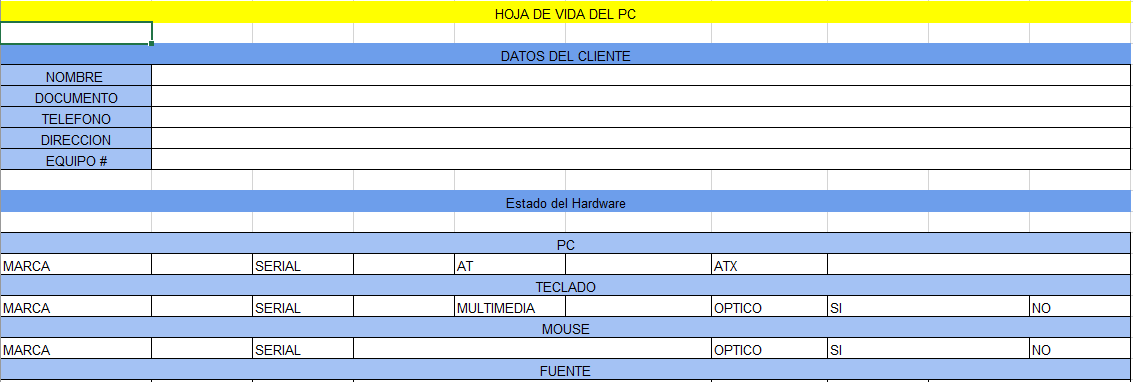 HOJA DE VIDA DEL PC
DATOS DEL CLIENTE
NOMBRE
DOCUMENTO
TELEFONO
DIRECCION
EQUIPO #
Estado del Hardware
PC
MARCA SERIAL AT ATX
TECLADO
MARCA SERIAL MULTIMEDIA OPTICO SI NO
MOUSE
MARCA SERIAL OPTICO SI NO
FUENTE